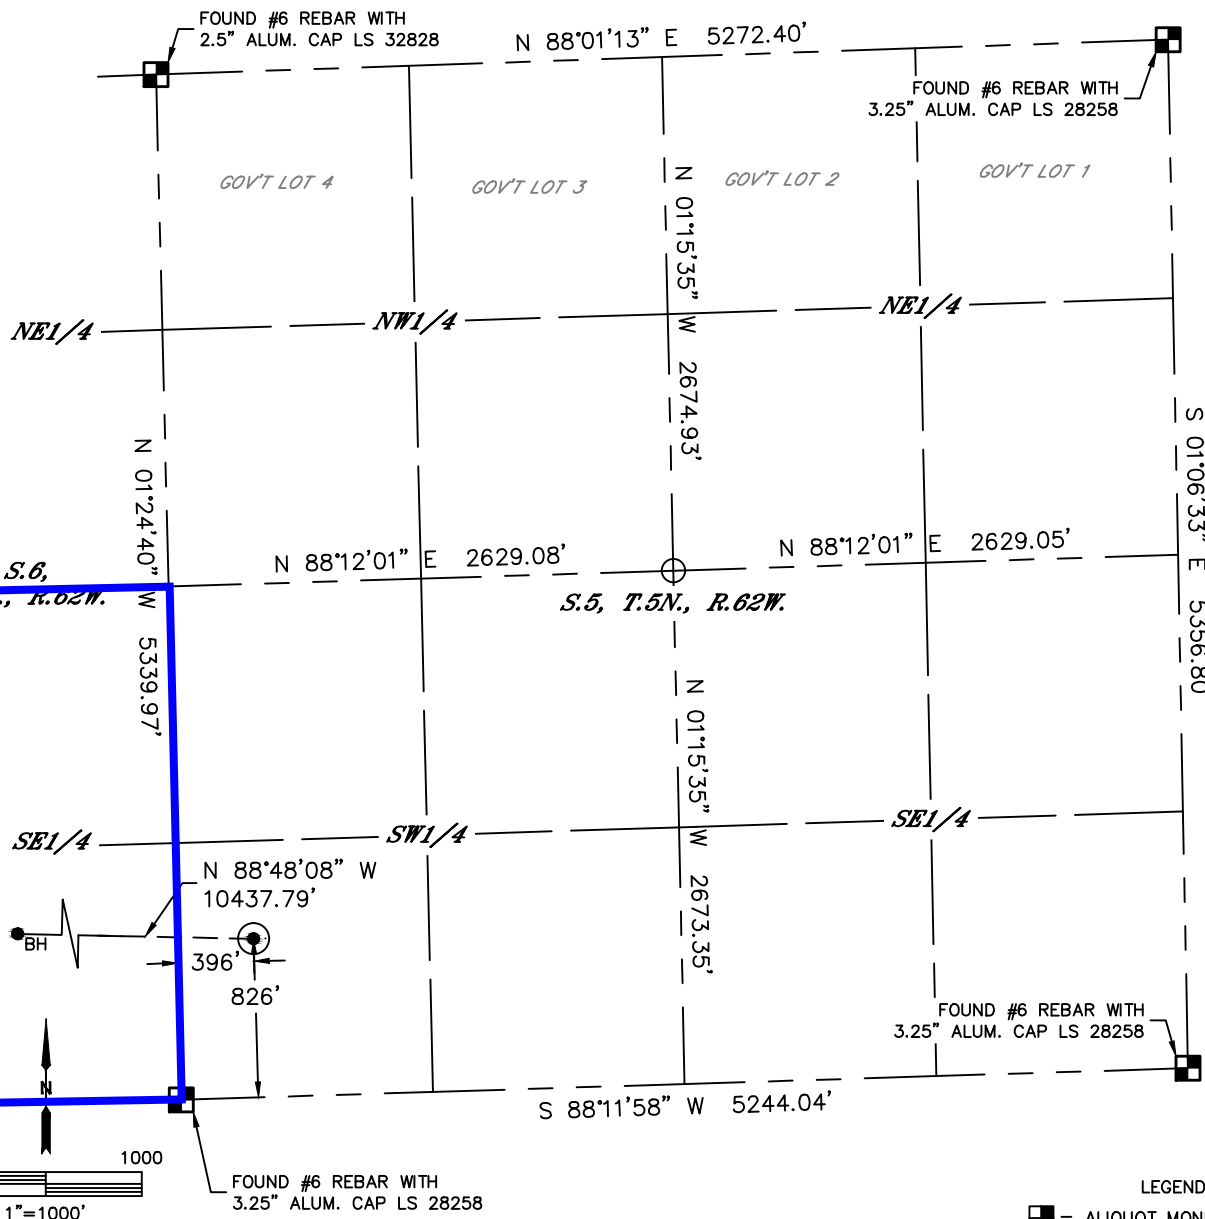 FOUND #6 REBAR WITH
2.5" ALUM. CAP LS 32828
N 88°01'13" E 5272.40'
FOUND #6 REBAR WITH
3.25" ALUM. CAP LS 28258
GOV'T LOT 4
GOV'T LOT 3
GOV'T LOT 2
GOV'T LOT 1
N 01°15'35" W 2674.93'
NE1/4
NW1/4
NE1/4
N 01°24'40" W 5339.97'
S 01°06'33" E 5356.80
N 88°12'01" E 2629.08'
N 88°12'01" E 2629.05'
S.6,
., R.62W.
S.5, T.5N., R.62W.
N 01°15'35" W 2673.35'
SE1/4
SW1/4
SE1/4
N 88°48'08" W
10437.79'
BH
396'
826'
FOUND #6 REBAR WITH
3.25" ALUM. CAP LS 28258
N
S 88°11'58" W 5244.04'
1000
FOUND #6 REBAR WITH
3.25" ALUM. CAP LS 28258
1"=1000'
LEGEND
= ALIQUOT MON